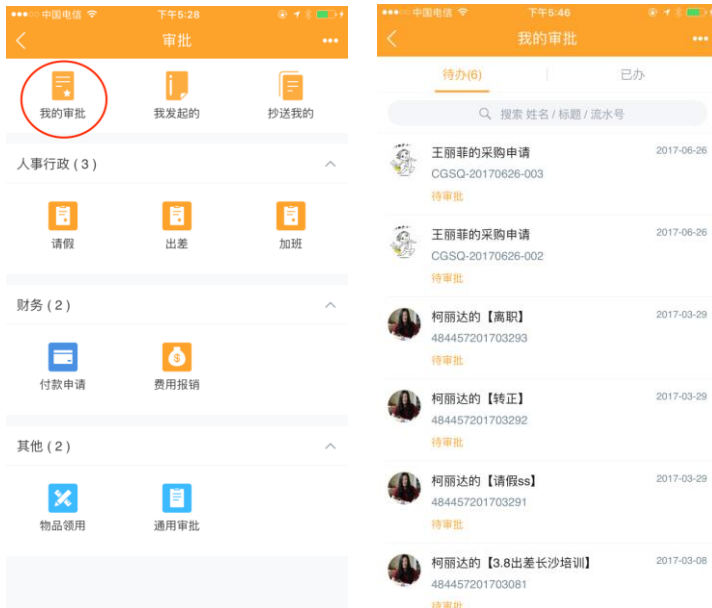 中国电信 下午5:28
审批
我的审批 我发起的 抄送我的
人事行政 ( 3 )
请假 出差 加班
财务 ( 2 )
付款申请 费用报销
其他 ( 2 )
物品领用 通用审批
中国电信 下午5:46
我的审批
待办(6) 已办
搜索 姓名 / 标题 / 流水号
王丽菲的采购申请 2017-06-26
CGSQ-20170626-003
待审批
王丽菲的采购申请 2017-06-26
CGSQ-20170626-002
待审批
柯丽达的【离职】 2017-03-29
484457201703293
待审批
柯丽达的【转正】 2017-03-29
484457201703292
待审批
柯丽达的【请假ss】 2017-03-29
484457201703291
待审批
柯丽达的【3.8出差长沙培训】 2017-03-08
484457201703081
待审批